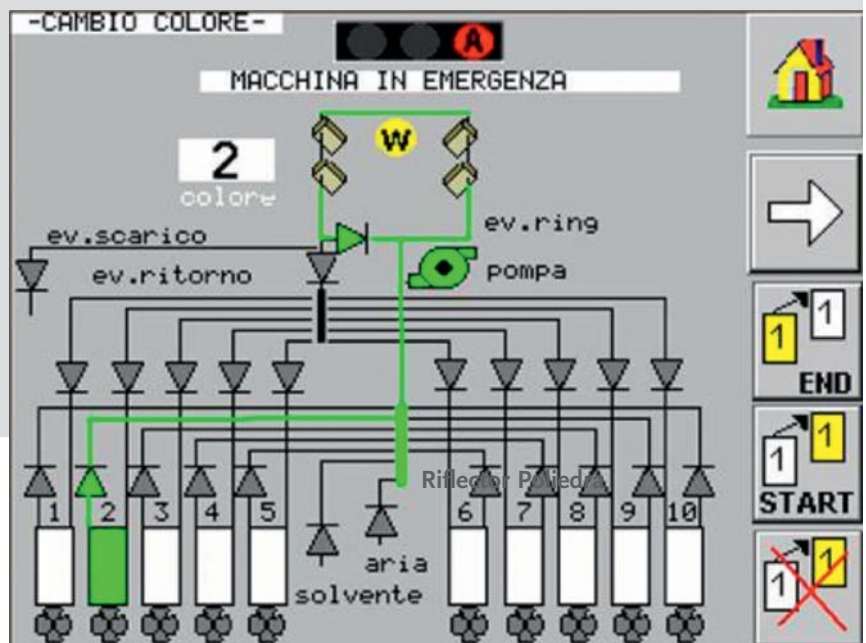 -CAMBIO COLORE-
A
MACCHINA IN EMERGENZA
W
2
colore
ev.scarico
ev.ring
ev.ritorno
pompa
1
1
END
1
1
START
Riflector Poliedra
1 2 3 4 5 6 7 8 9 10
aria
solvente
1
1